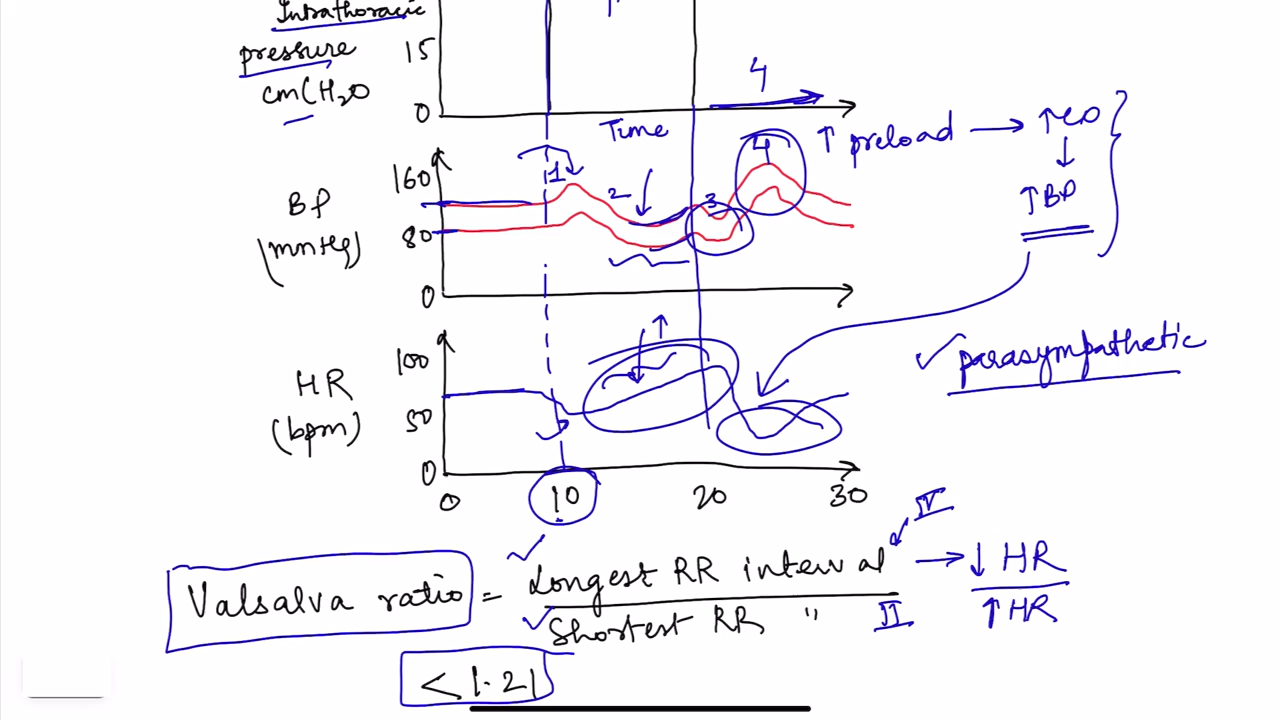 Intrathoracic
pressure
cm(H2O
15
0
4
Time
↑ preload → ↑CO
↓
↑BP
BP
(mmHg)
160
80
0
1
2
3
4
HR
(bpm)
100
50
0
↑
✓ parasympathetic
0 10 20 30
Valsalva ratio = Longest RR interval IV → ↓ HR
Shortest RR " II ↑ HR
< 1.21